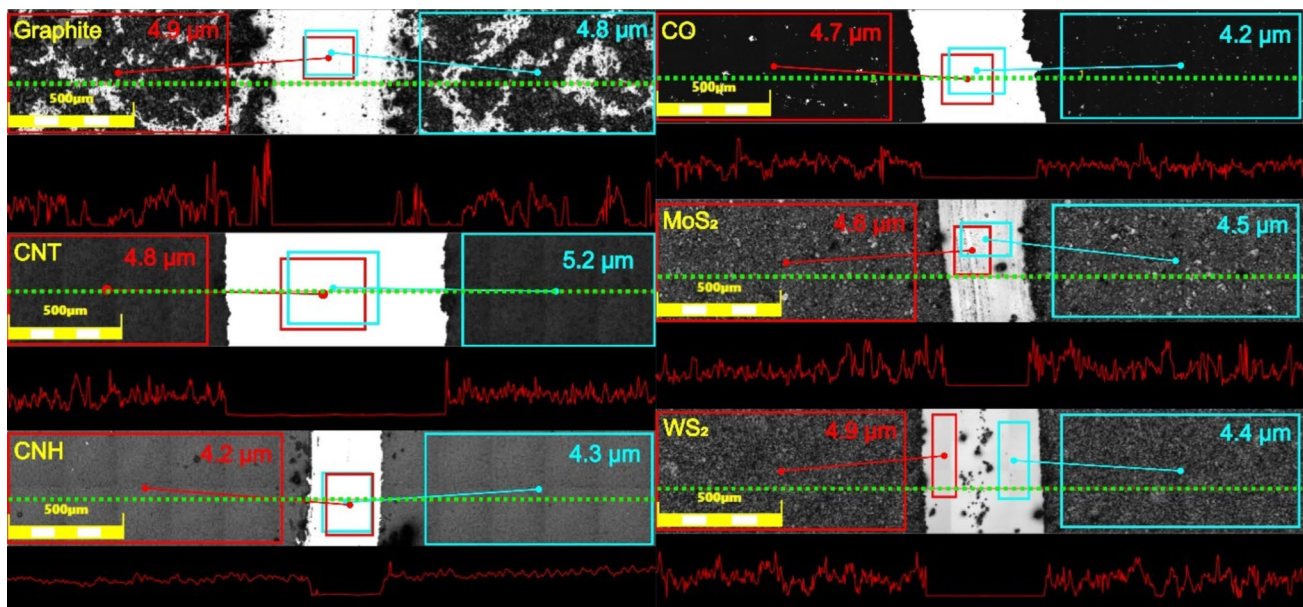 Graphite
4.9 µm
4.8 µm
500µm
CNT
4.8 µm
5.2 µm
500µm
CNH
4.2 µm
4.3 µm
500µm
CO
4.7 µm
4.2 µm
500µm
MoS₂
4.6 µm
4.5 µm
500µm
WS₂
4.9 µm
4.4 µm
500µm